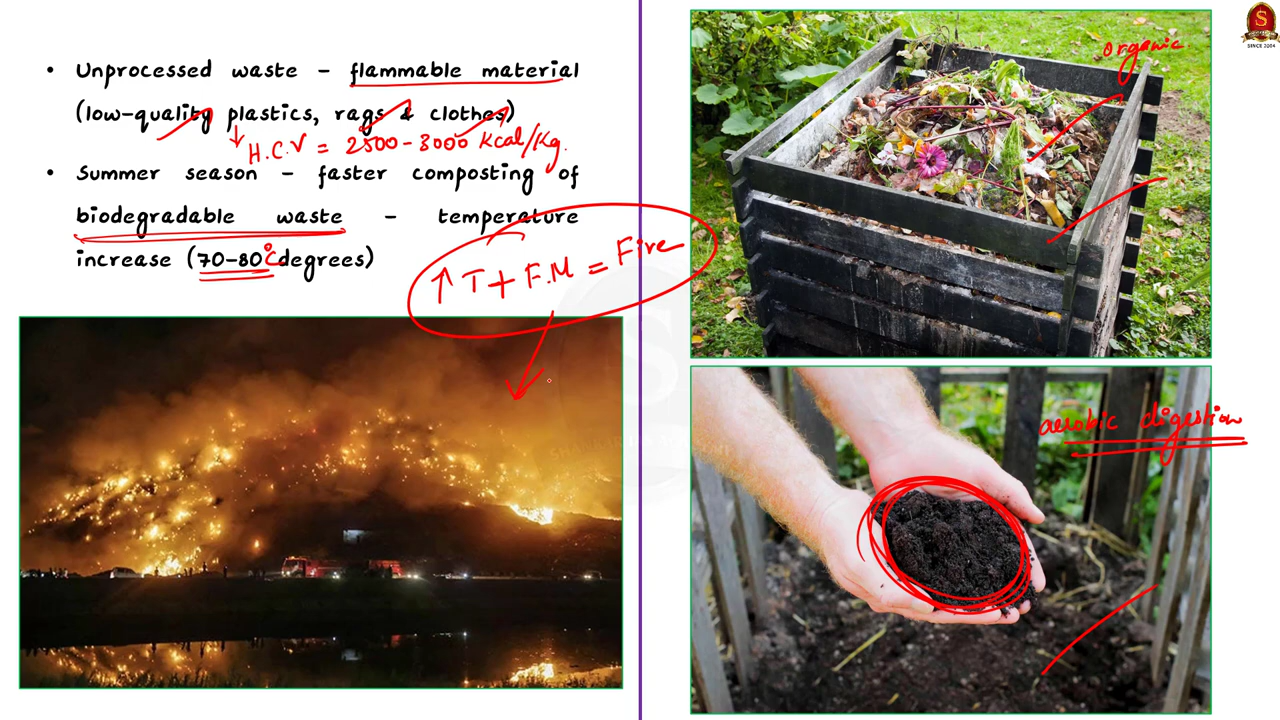 • Unprocessed waste – flammable material
(low-quality plastics, rags & clothes)
↓ H.C.V = 2500-3000 Kcal/Kg.
• Summer season – faster composting of
biodegradable waste – temperature
increase (70-80°C degrees)
↑ T + F.M = Fire
organic
aerobic digestion
S
SINCE 2004